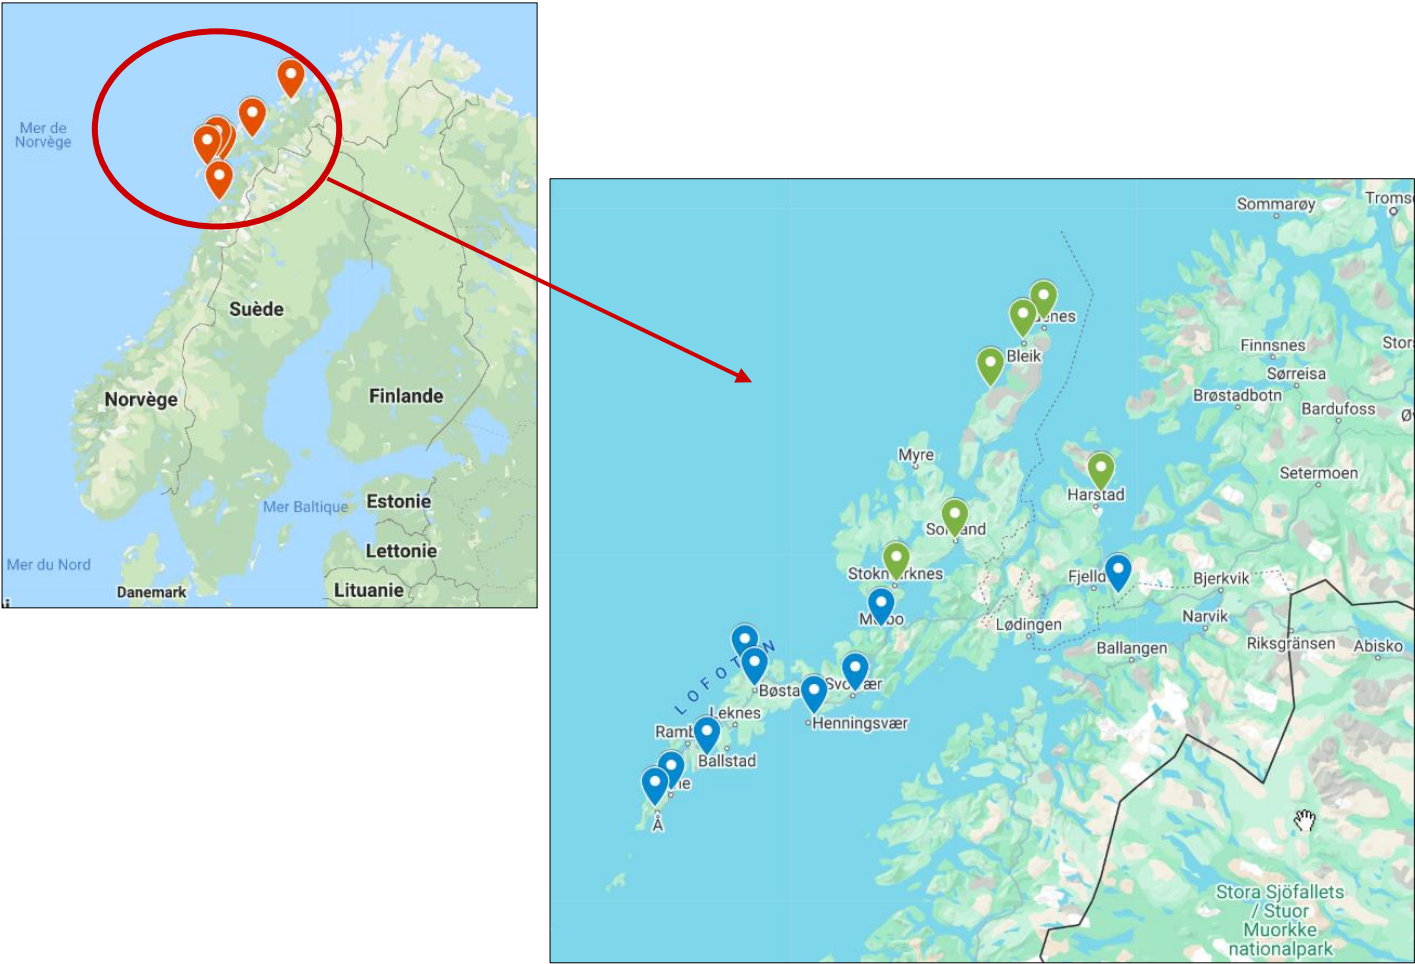 Mer de
Norvège
Suède
Norvège
Finlande
Mer Baltique
Estonie
Lettonie
Mer du Nord
Danemark
Lituanie
Sommarøy
Bleik
Finnsnes
Sørreisa
Brøstadbotn
Bardufoss
Myre
Setermoen
Harstad
Bjerkvik
Narvik
Lødingen
Riksgränsen
Abisko
Ballangen
LOFOTEN
Leknes
Henningsvær
Ballstad
Å
Stora Sjöfallets
/ Stuor
Muorkke
nationalpark